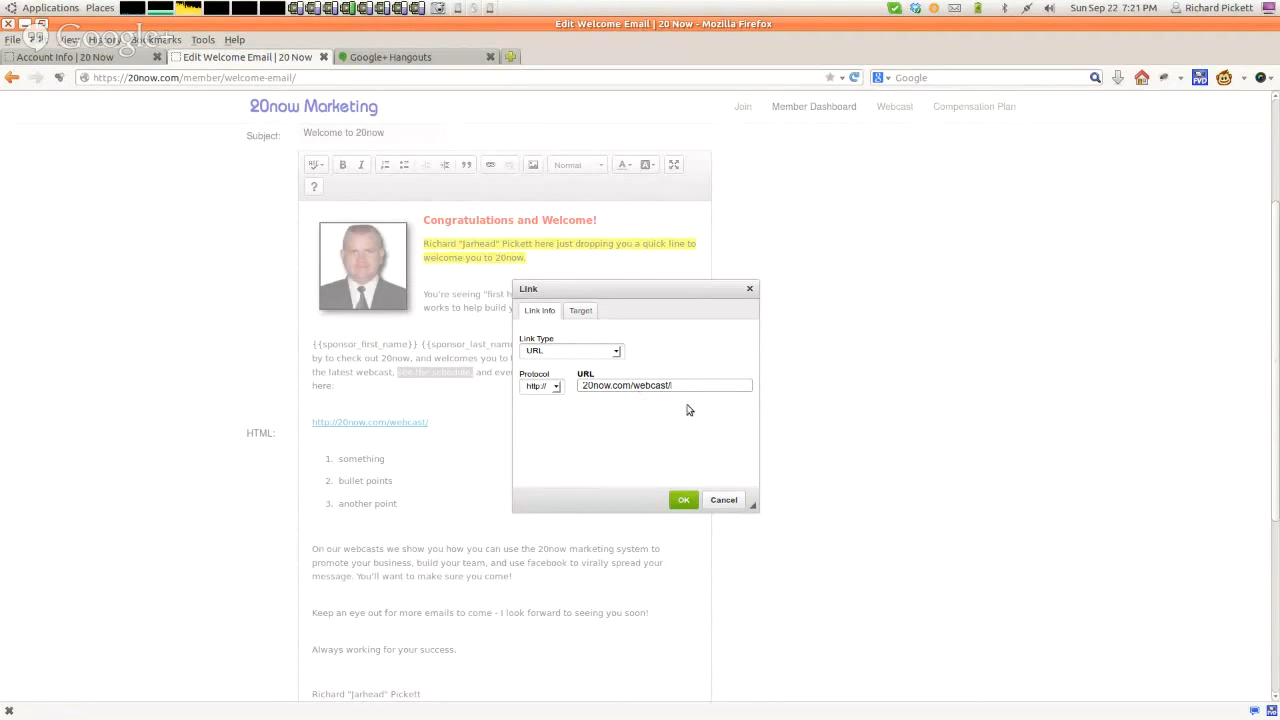 Applications Places System Sun Sep 22 7:21 PM Richard Pickett
Edit Welcome Email | 20 Now - Mozilla Firefox
File View History Bookmarks Tools Help
Google+
Account Info | 20 Now Edit Welcome Email | 20 Now Google+ Hangouts
https://20now.com/member/welcome-email/ Google
20now Marketing Join Member Dashboard Webcast Compensation Plan
Subject: Welcome to 20now
B I Normal A A
?
Congratulations and Welcome!
Richard "Jarhead" Pickett here just dropping you a quick line to
welcome you to 20now.
You're seeing "first h
works to help build y
{{sponsor_first_name}} {{sponsor_last_nam
by to check out 20now, and welcomes you to t
the latest webcast, see the schedule, and eve
here:
http://20now.com/webcast/
HTML:
1. something
2. bullet points
3. another point
On our webcasts we show you how you can use the 20now marketing system to
promote your business, build your team, and use facebook to virally spread your
message. You'll want to make sure you come!
Keep an eye out for more emails to come - I look forward to seeing you soon!
Always working for your success.
Richard "Jarhead" Pickett
Link
Link Info Target
Link Type
URL
Protocol URL
http:// 20now.com/webcast/
OK Cancel